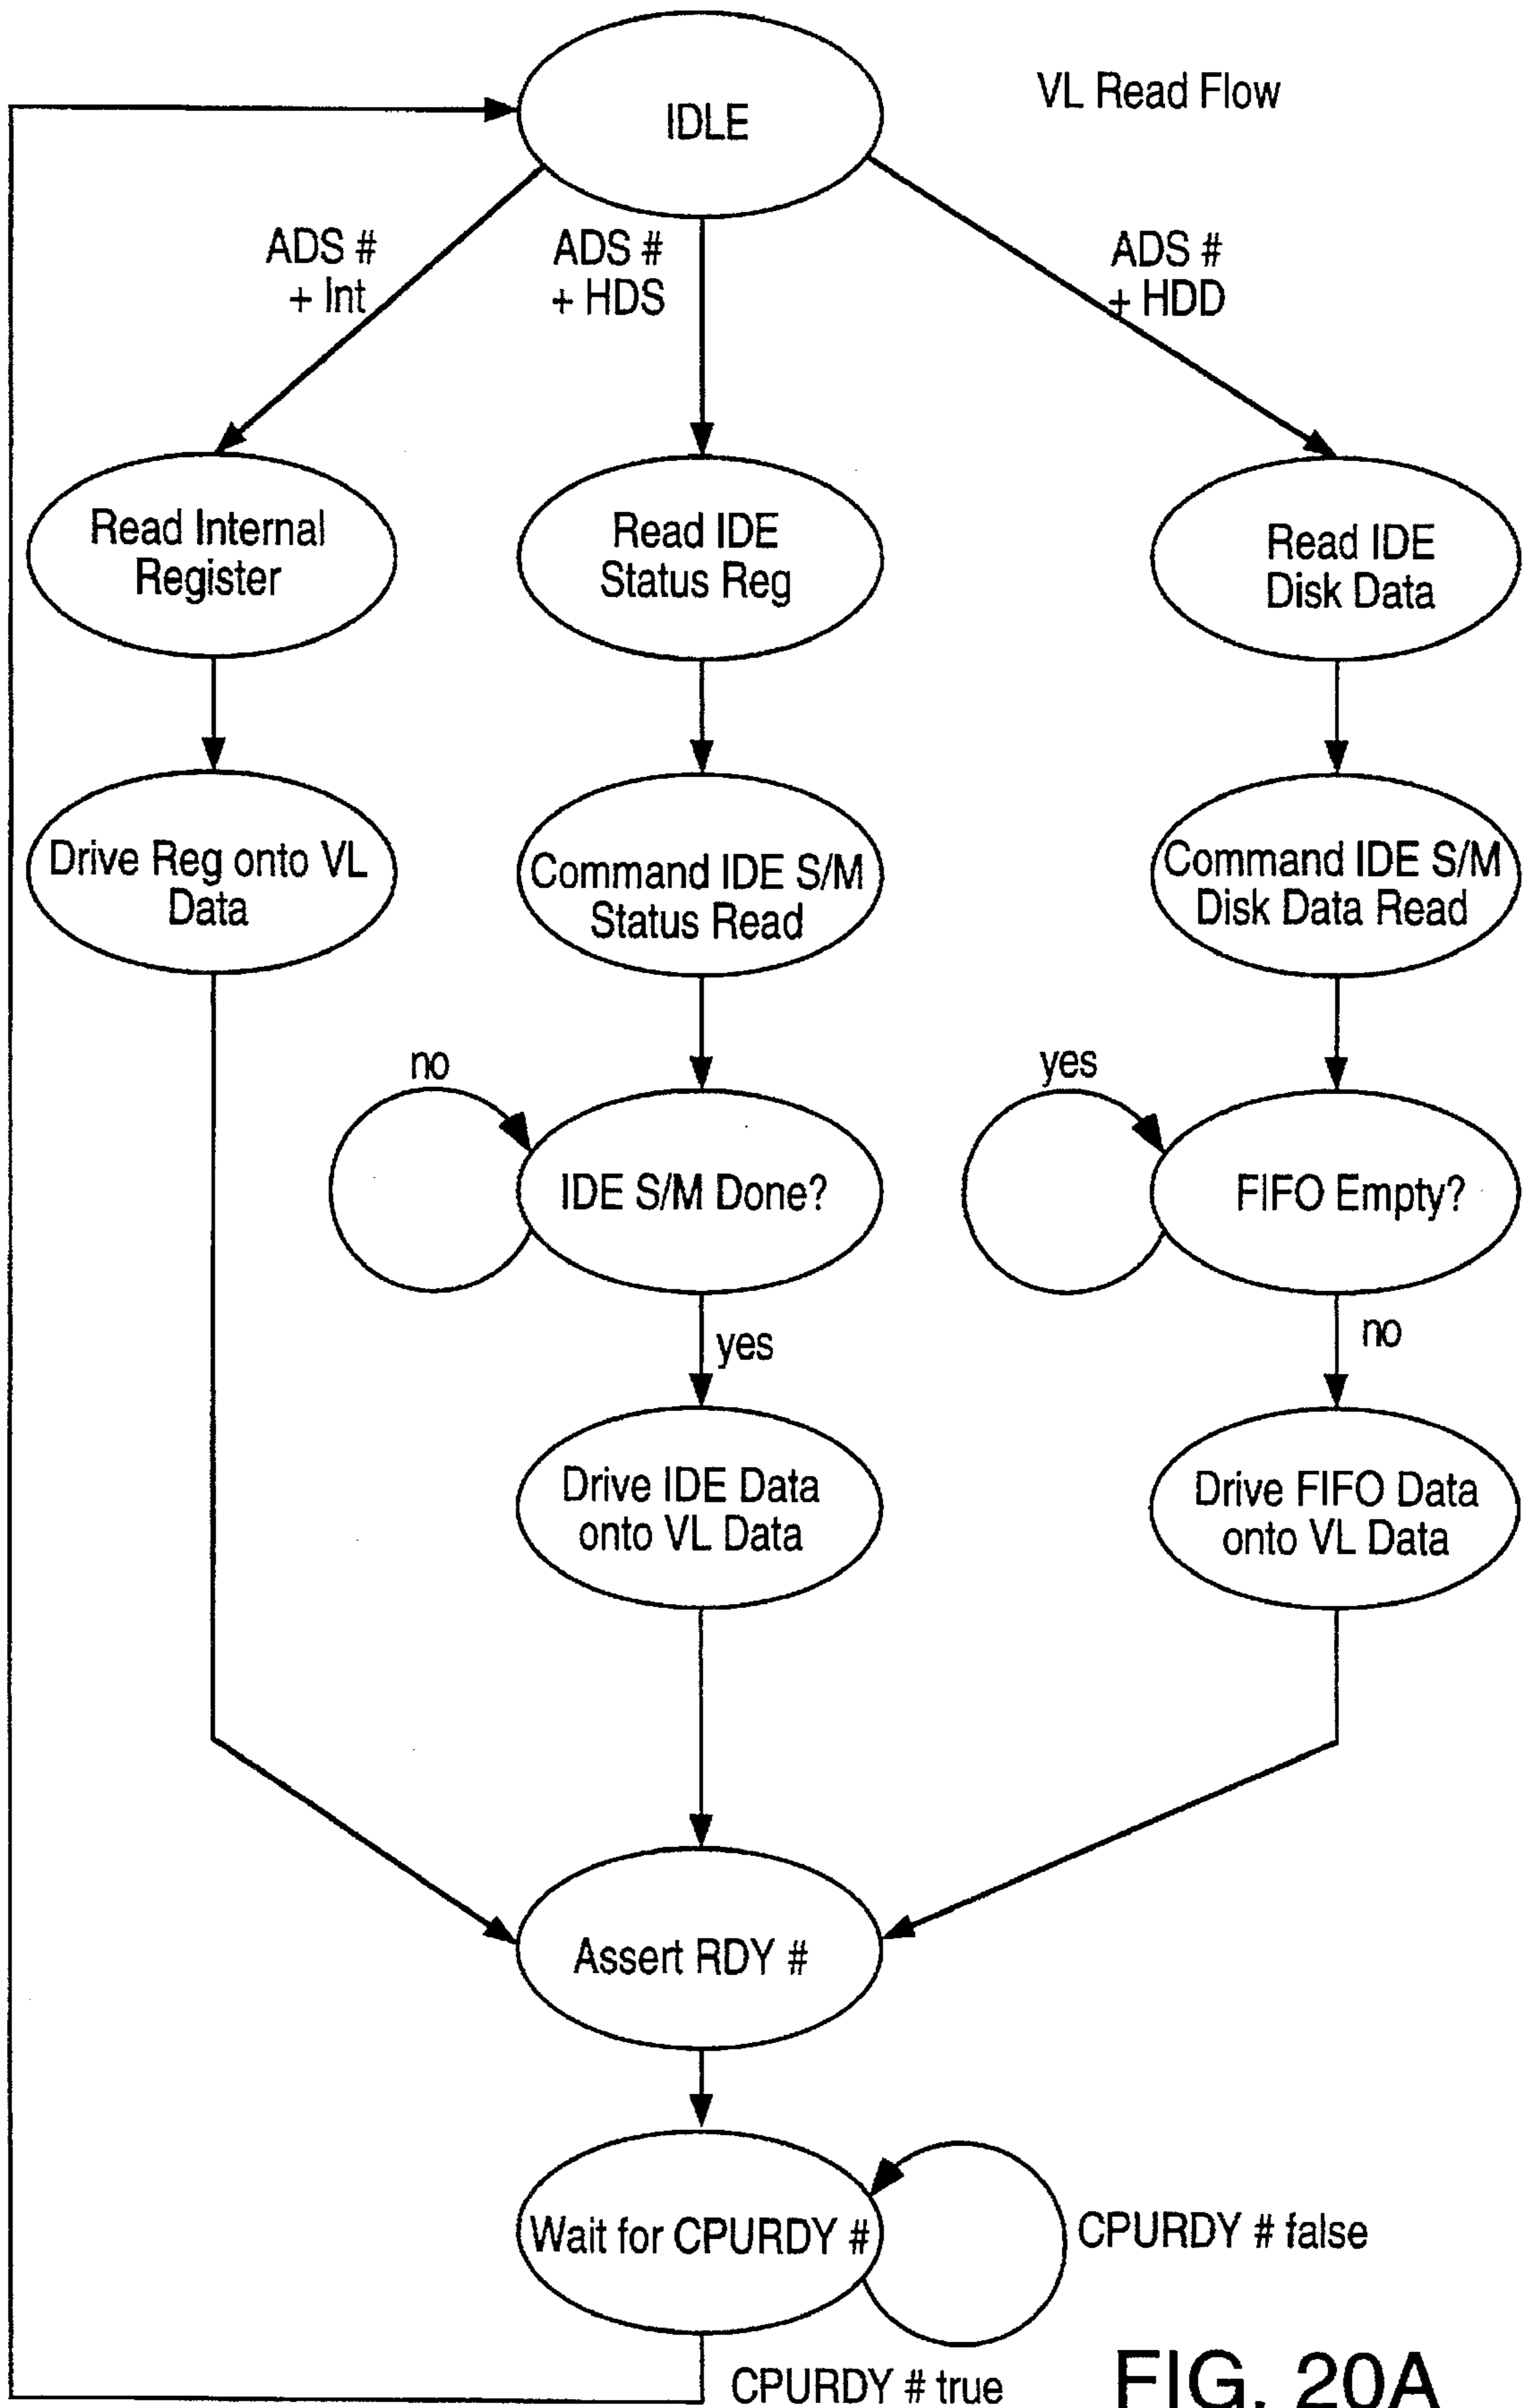 VL Read Flow
IDLE
ADS #
+ Int
ADS #
+ HDS
ADS #
+ HDD
Read Internal
Register
Read IDE
Status Reg
Read IDE
Disk Data
Drive Reg onto VL
Data
Command IDE S/M
Status Read
Command IDE S/M
Disk Data Read
no
yes
IDE S/M Done?
FIFO Empty?
yes
no
Drive IDE Data
onto VL Data
Drive FIFO Data
onto VL Data
Assert RDY #
Wait for CPURDY #
CPURDY # false
CPURDY # true
FIG. 20A